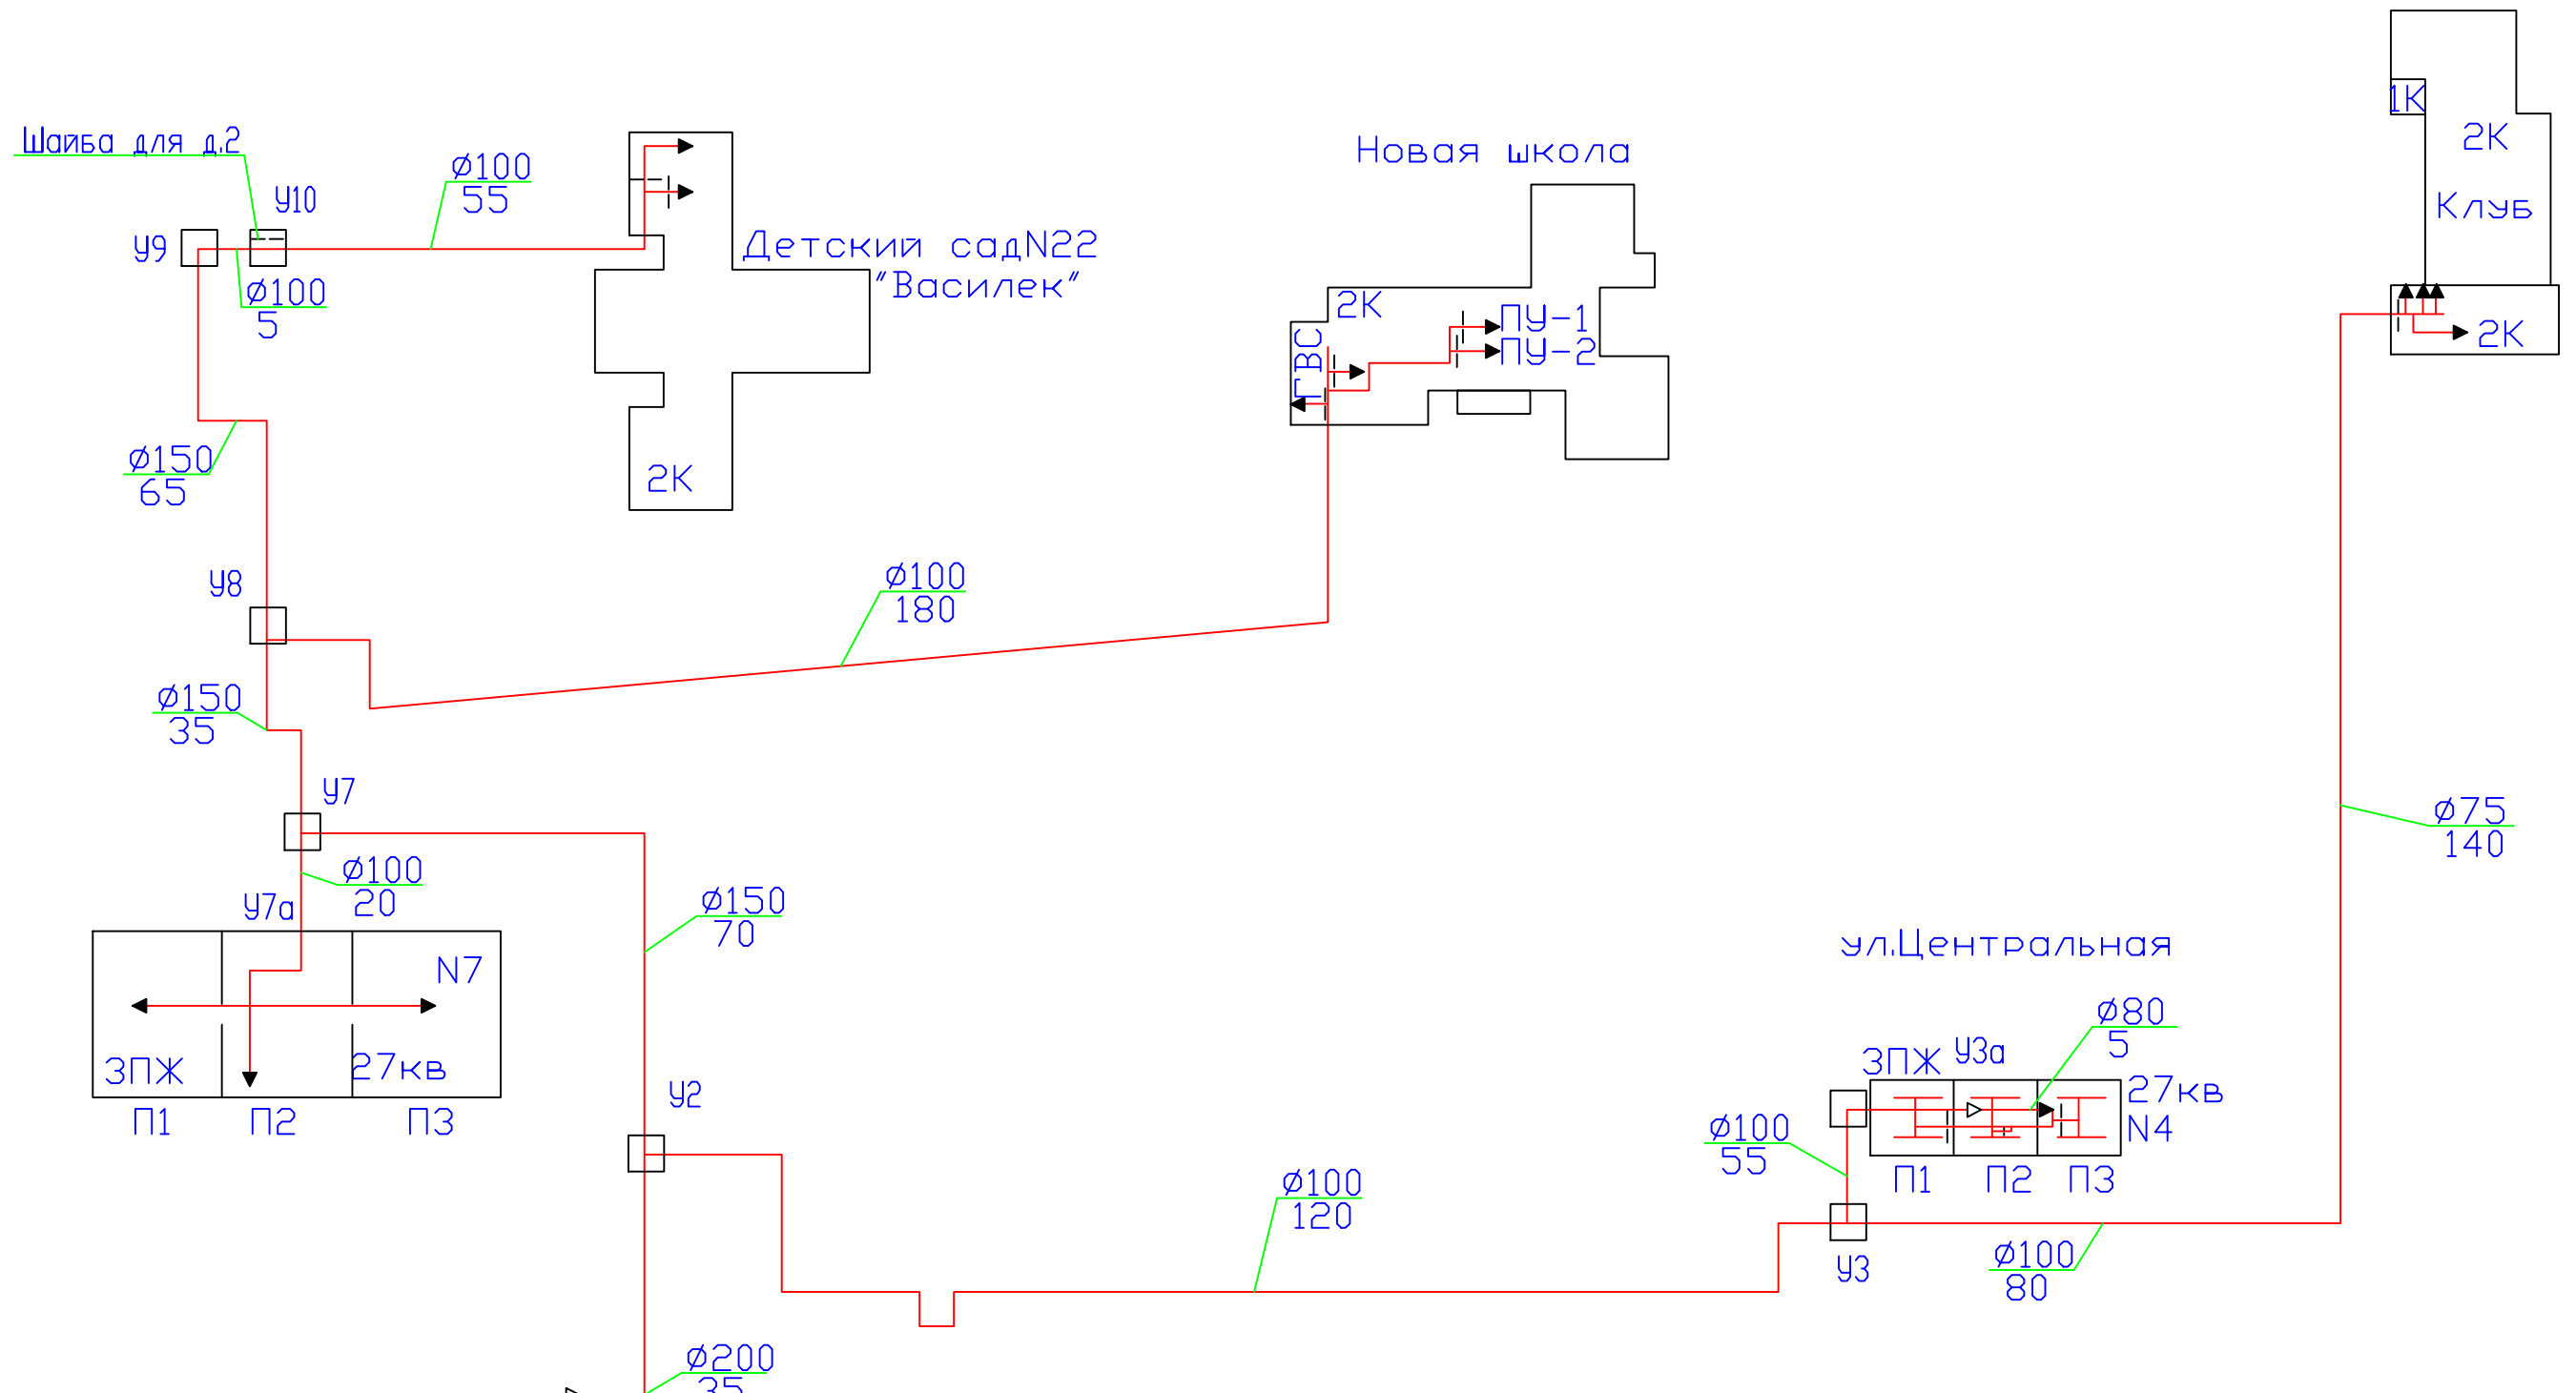 Шайба для д.2
У10
У9
ø100
55
ø100
5
Детский садN22
"Василек"
2К
ø150
65
Новая школа
2К
ГВС
ПУ-1
ПУ-2
1К
2К
Клуб
2К
У8
ø100
180
ø150
35
У7
ø100
20
У7а
N7
3ПЖ
27кв
П1
П2
П3
ø150
70
ø75
140
У2
ул.Центральная
ø80
5
3ПЖ
У3а
27кв
N4
П1
П2
П3
ø100
55
ø100
120
У3
ø100
80
ø200
35